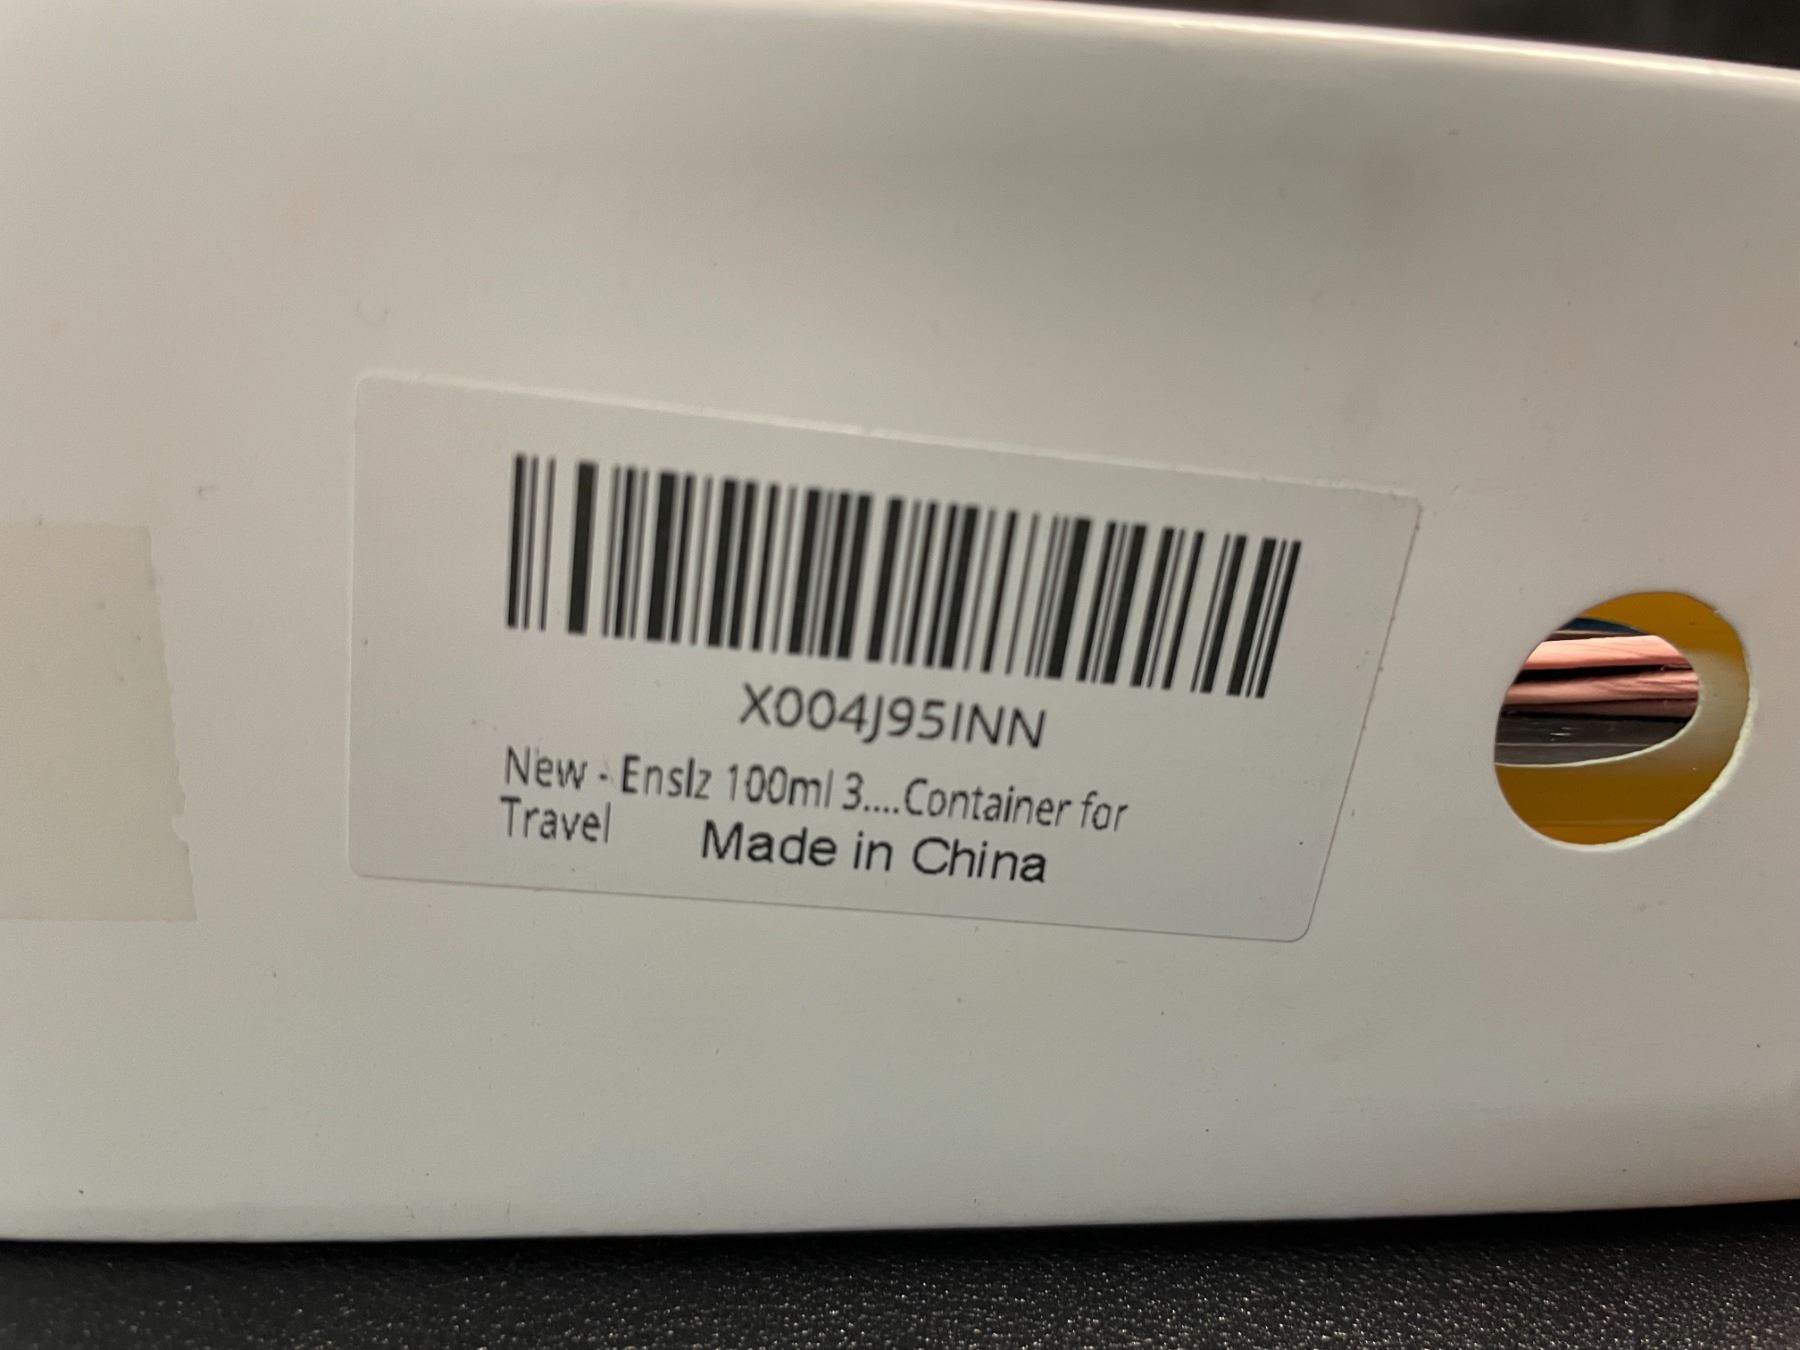 X004J95INN
New - Enslz 100ml 3....Container for
Travel
Made in China